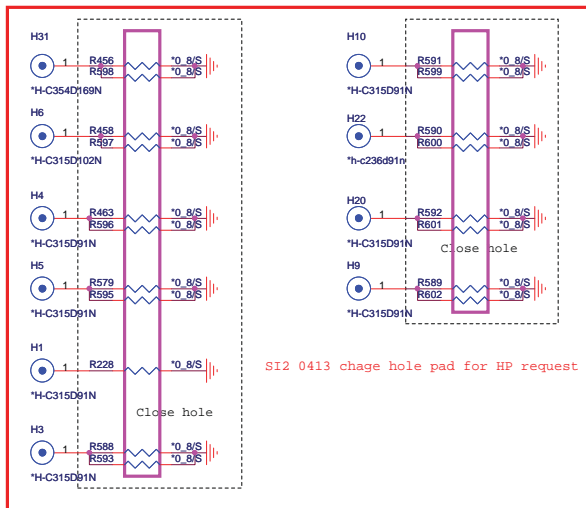 H31
1 R456 *0_8/S
R598 *0_8/S
*H-C354D169N
H6
1 R458 *0_8/S
R597 *0_8/S
*H-C315D102N
H4
1 R463 *0_8/S
R596 *0_8/S
*H-C315D91N
H5
1 R579 *0_8/S
R595 *0_8/S
*H-C315D91N
H1
1 R228 *0_8/S
*H-C315D91N
Close hole
H3
1 R588 *0_8/S
R593 *0_8/S
*H-C315D91N
H10
1 R591 *0_8/S
R599 *0_8/S
*H-C315D91N
H22
1 R590 *0_8/S
R600 *0_8/S
*h-c236d91n
H20
1 R592 *0_8/S
R601 *0_8/S
*H-C315D91N
Close hole
H9
1 R589 *0_8/S
R602 *0_8/S
*H-C315D91N
SI2 0413 chage hole pad for HP request